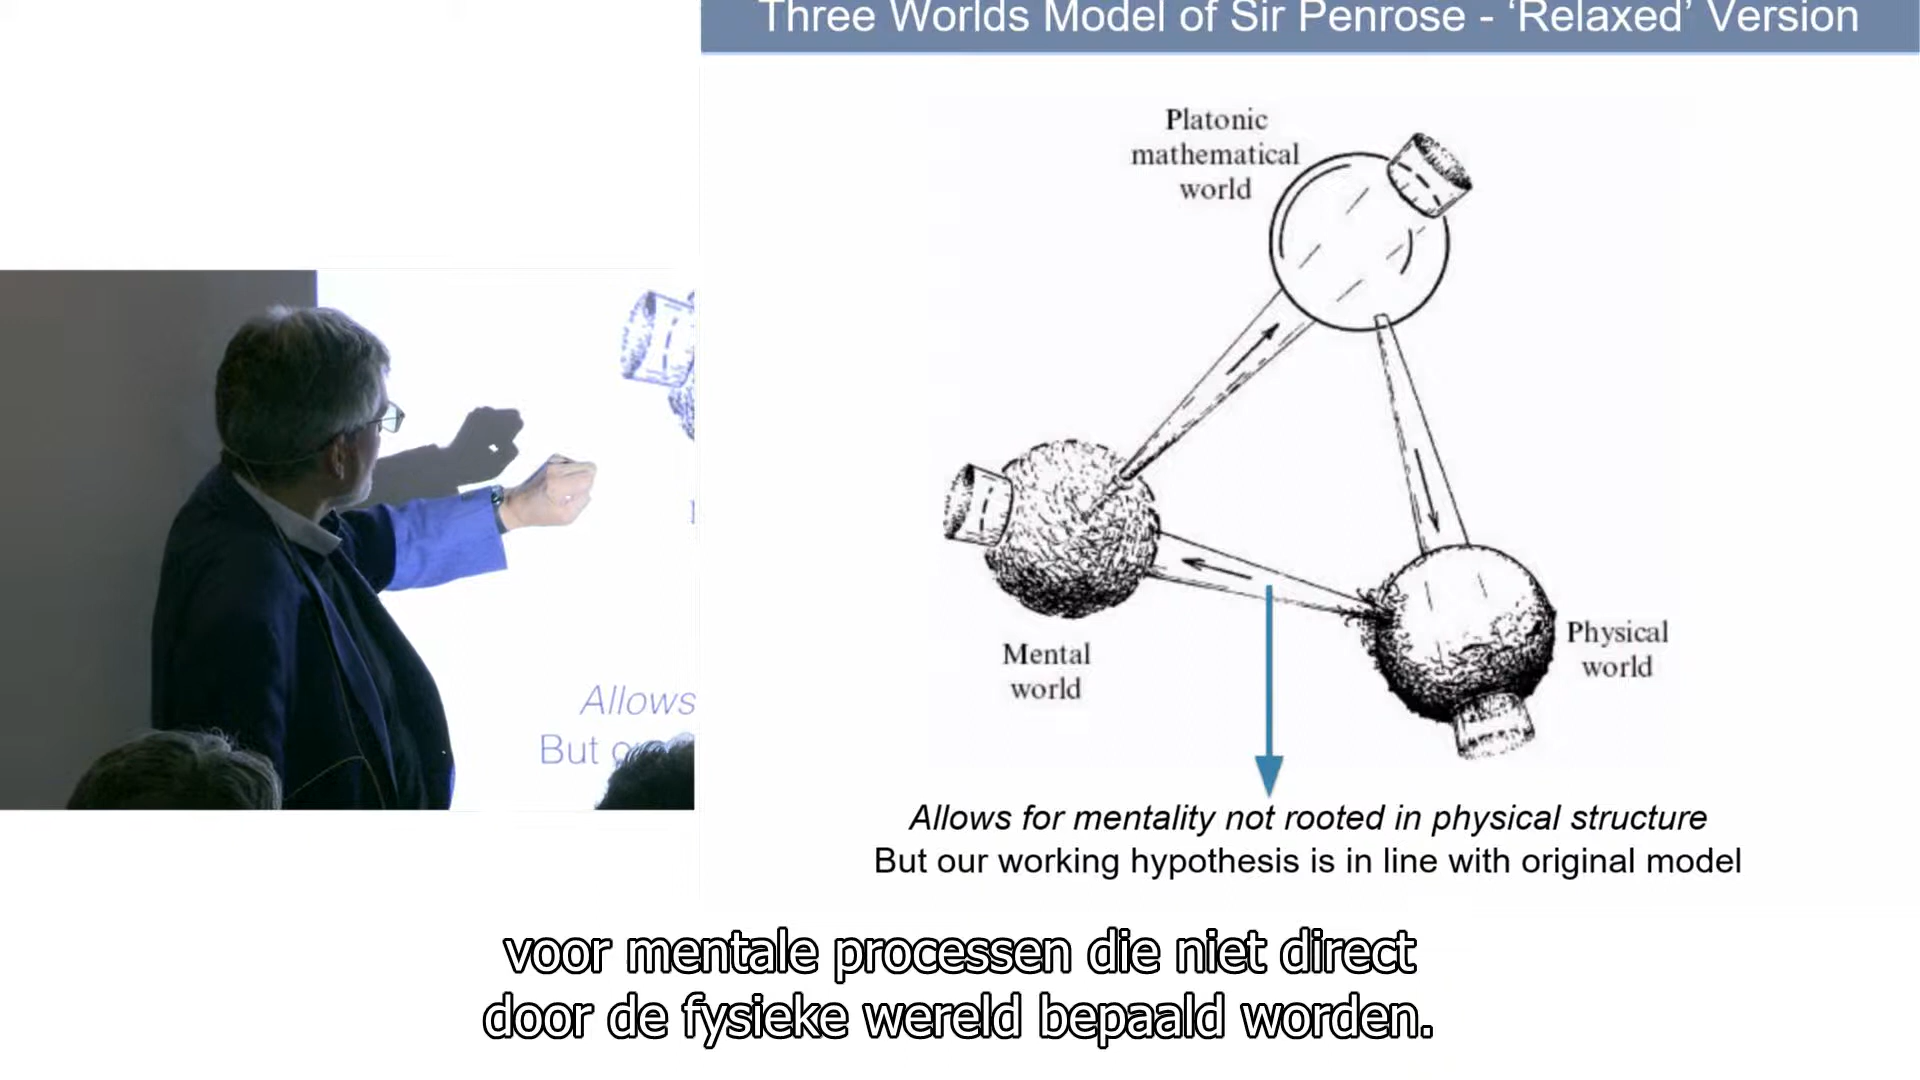 Three Worlds Model of Sir Penrose - ‘Relaxed’ Version
Platonic
mathematical
world
Mental
world
Physical
world
Allows for mentality not rooted in physical structure
But our working hypothesis is in line with original model
Allows
But
voor mentale processen die niet direct
door de fysieke wereld bepaald worden.